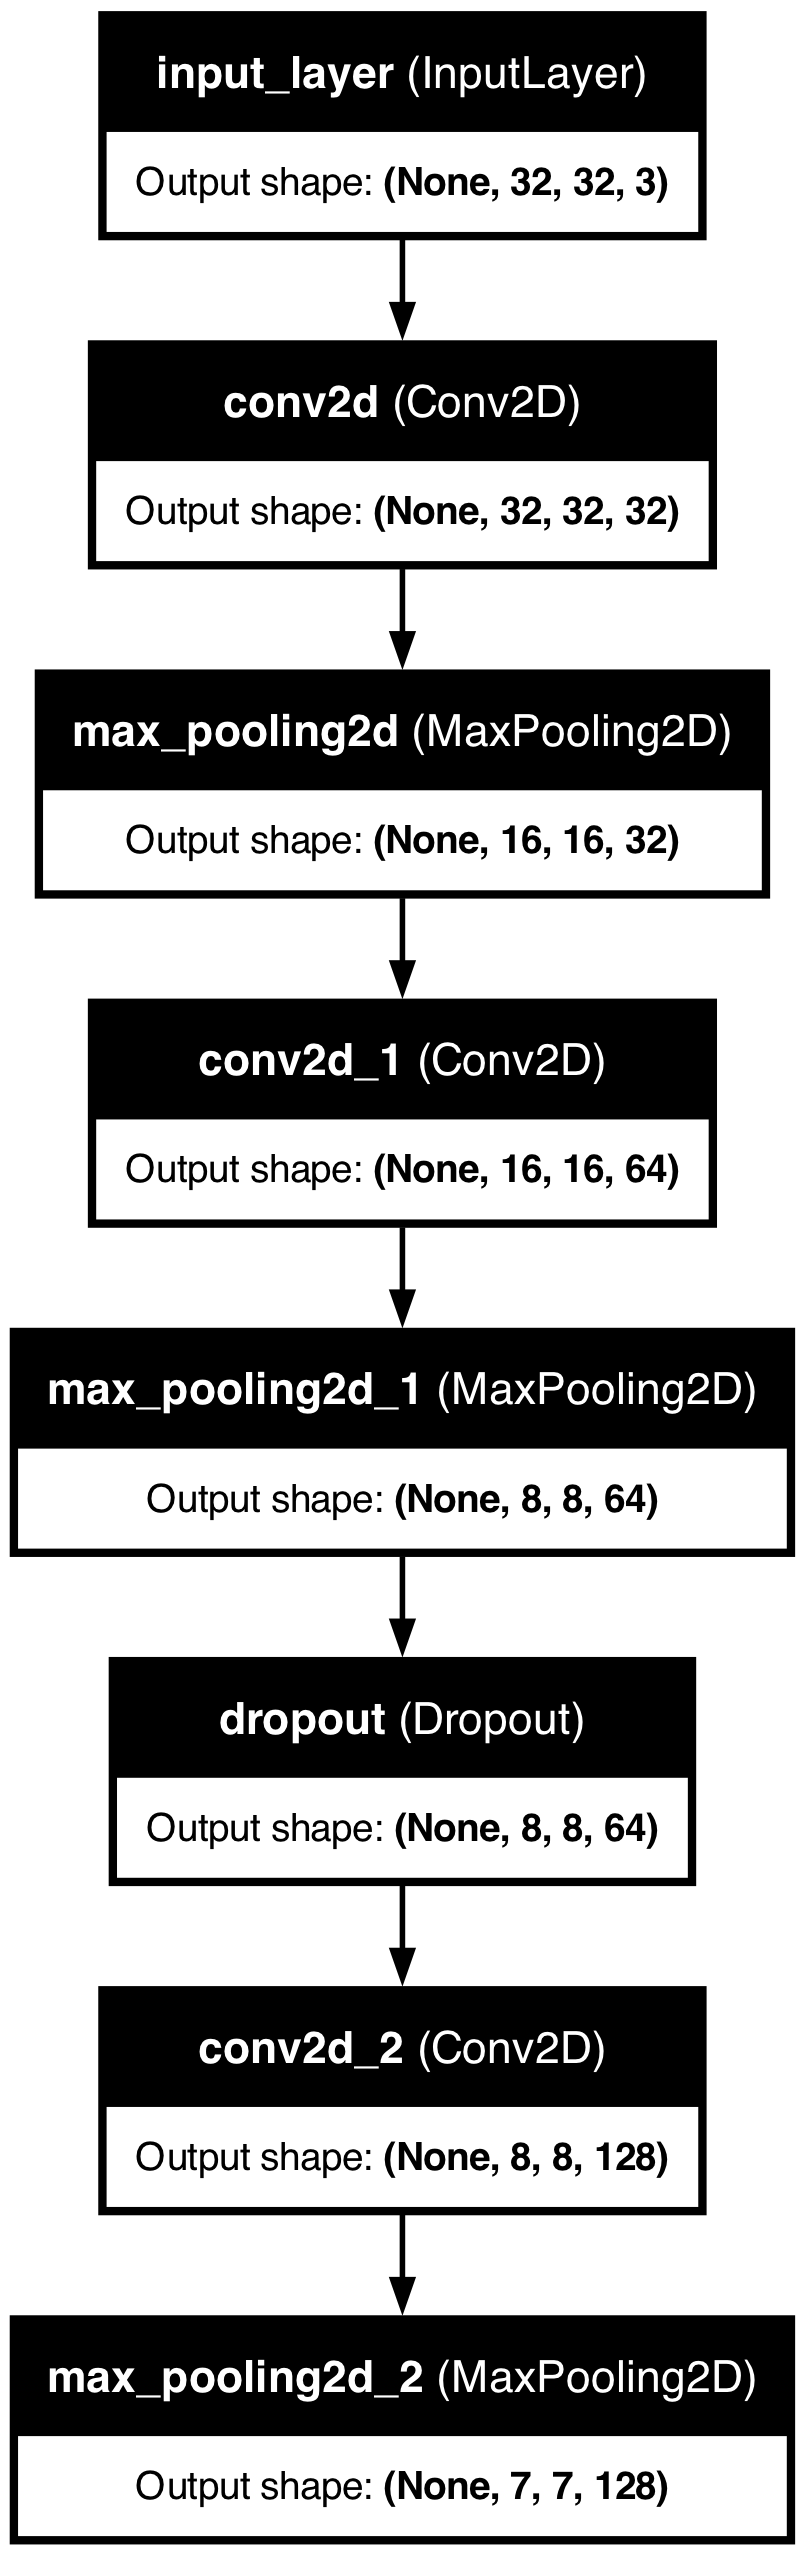 input_layer (InputLayer)
Output shape: (None, 32, 32, 3)
conv2d (Conv2D)
Output shape: (None, 32, 32, 32)
max_pooling2d (MaxPooling2D)
Output shape: (None, 16, 16, 32)
conv2d_1 (Conv2D)
Output shape: (None, 16, 16, 64)
max_pooling2d_1 (MaxPooling2D)
Output shape: (None, 8, 8, 64)
dropout (Dropout)
Output shape: (None, 8, 8, 64)
conv2d_2 (Conv2D)
Output shape: (None, 8, 8, 128)
max_pooling2d_2 (MaxPooling2D)
Output shape: (None, 7, 7, 128)